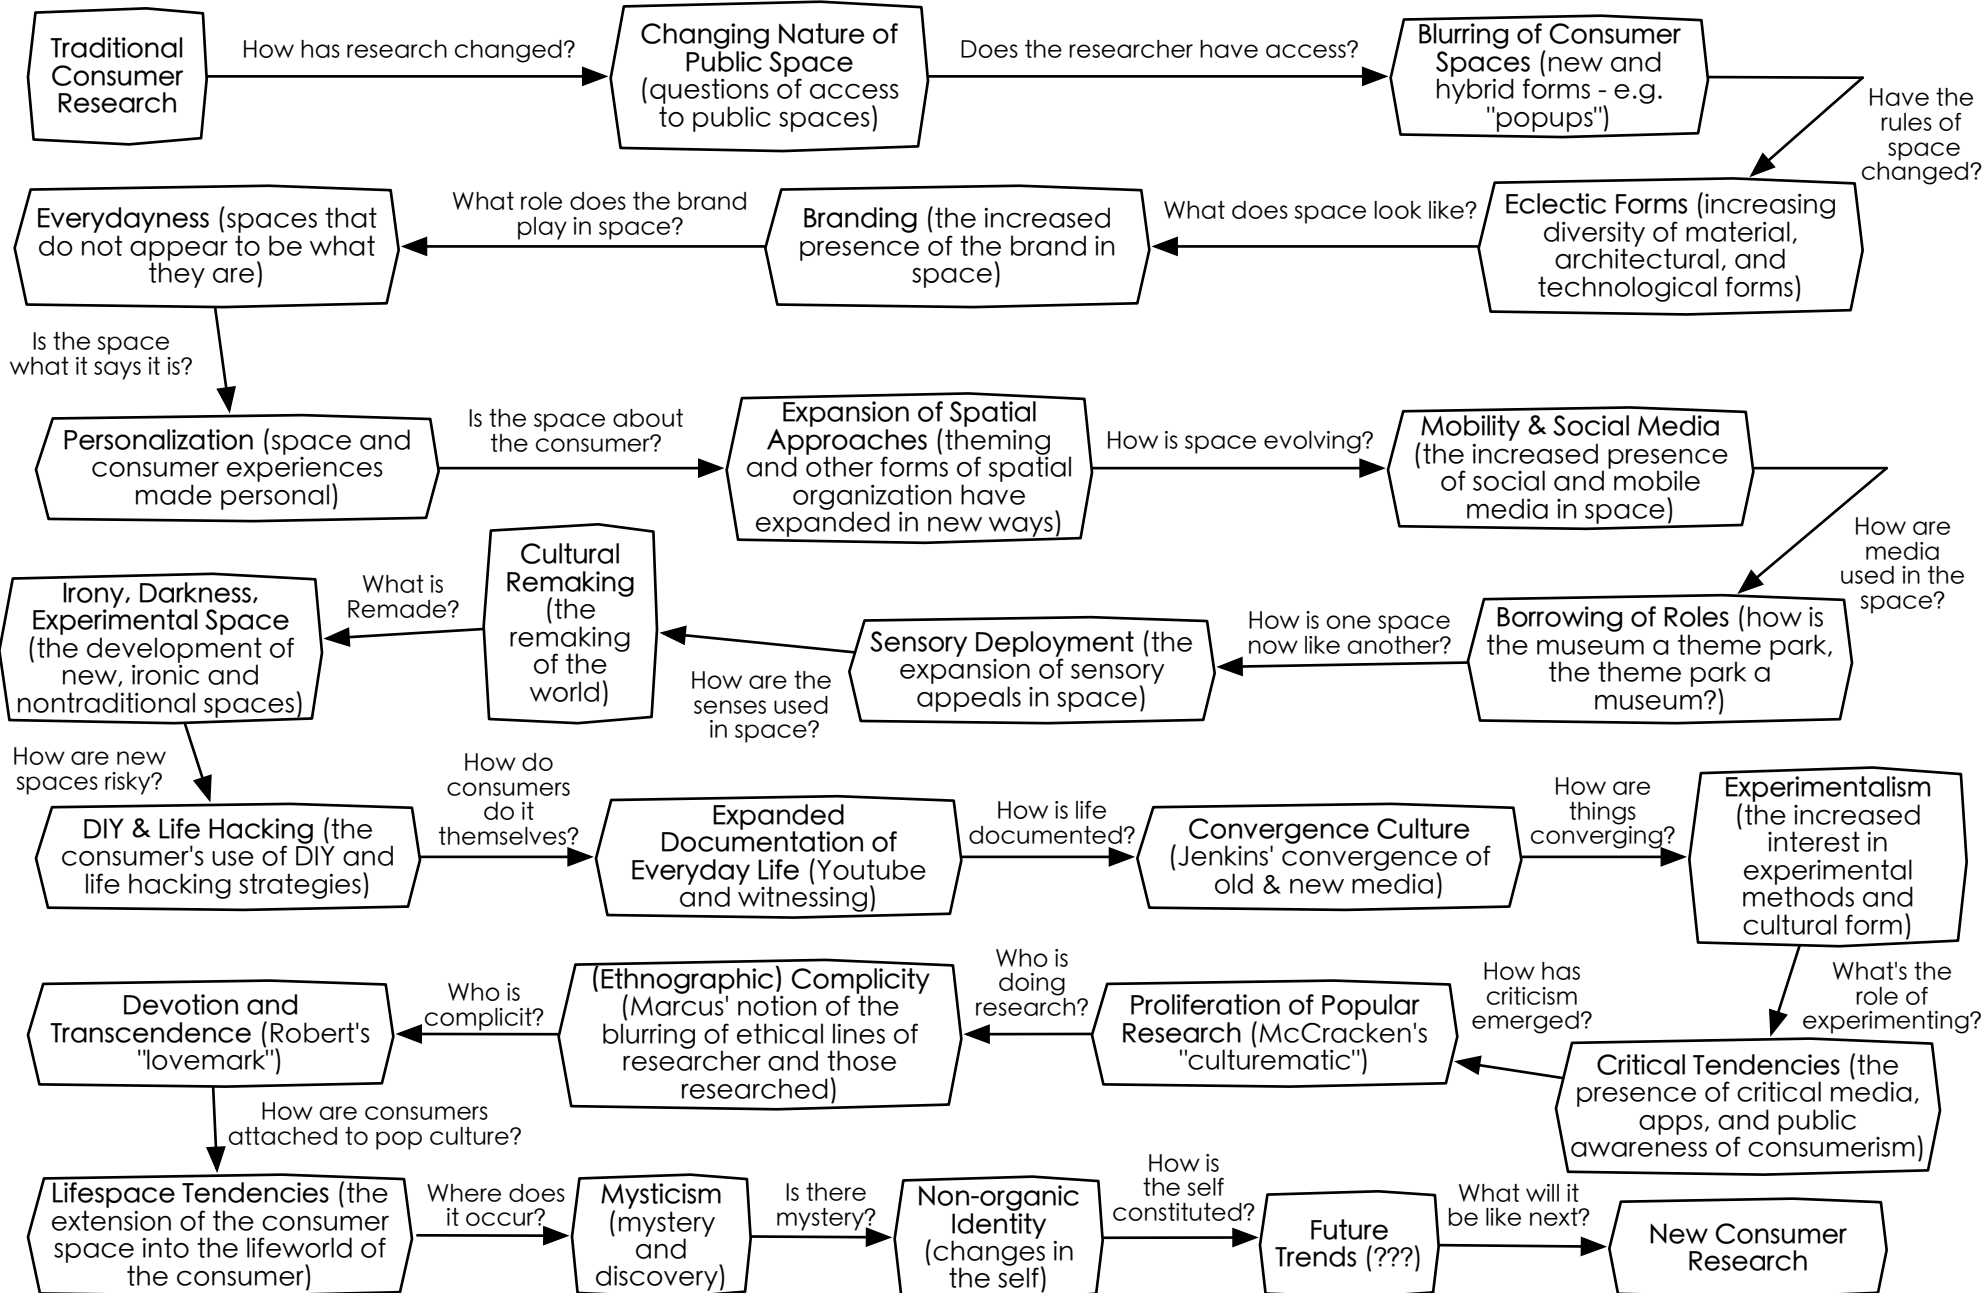 Traditional
Consumer
Research
How has research changed?
Changing Nature of
Public Space
(questions of access
to public spaces)
Does the researcher have access?
Blurring of Consumer
Spaces (new and
hybrid forms - e.g.
"popups")
Have the
rules of
space
changed?
Eclectic Forms (increasing
diversity of material,
architectural, and
technological forms)
What does space look like?
Branding (the increased
presence of the brand in
space)
What role does the brand
play in space?
Everydayness (spaces that
do not appear to be what
they are)
Is the space
what it says it is?
Personalization (space and
consumer experiences
made personal)
Is the space about
the consumer?
Expansion of Spatial
Approaches (theming
and other forms of spatial
organization have
expanded in new ways)
How is space evolving?
Mobility & Social Media
(the increased presence
of social and mobile
media in space)
How are
media
used in the
space?
Borrowing of Roles (how is
the museum a theme park,
the theme park a
museum?)
How is one space
now like another?
Sensory Deployment (the
expansion of sensory
appeals in space)
How are the
senses used
in space?
Cultural
Remaking
(the
remaking
of the
world)
What is
Remade?
Irony, Darkness,
Experimental Space
(the development of
new, ironic and
nontraditional spaces)
How are new
spaces risky?
DIY & Life Hacking (the
consumer's use of DIY and
life hacking strategies)
How do
consumers
do it
themselves?
Expanded
Documentation of
Everyday Life (Youtube
and witnessing)
How is life
documented?
Convergence Culture
(Jenkins' convergence of
old & new media)
How are
things
converging?
Experimentalism
(the increased
interest in
experimental
methods and
cultural form)
What's the
role of
experimenting?
Critical Tendencies (the
presence of critical media,
apps, and public
awareness of consumerism)
How has
criticism
emerged?
Proliferation of Popular
Research (McCracken's
"culturematic")
Who is
doing
research?
(Ethnographic) Complicity
(Marcus' notion of the
blurring of ethical lines of
researcher and those
researched)
Who is
complicit?
Devotion and
Transcendence (Robert's
"lovemark")
How are consumers
attached to pop culture?
Lifespace Tendencies (the
extension of the consumer
space into the lifeworld of
the consumer)
Where does
it occur?
Mysticism
(mystery
and
discovery)
Is there
mystery?
Non-organic
Identity
(changes in
the self)
How is
the self
constituted?
Future
Trends (???)
What will it
be like next?
New Consumer
Research